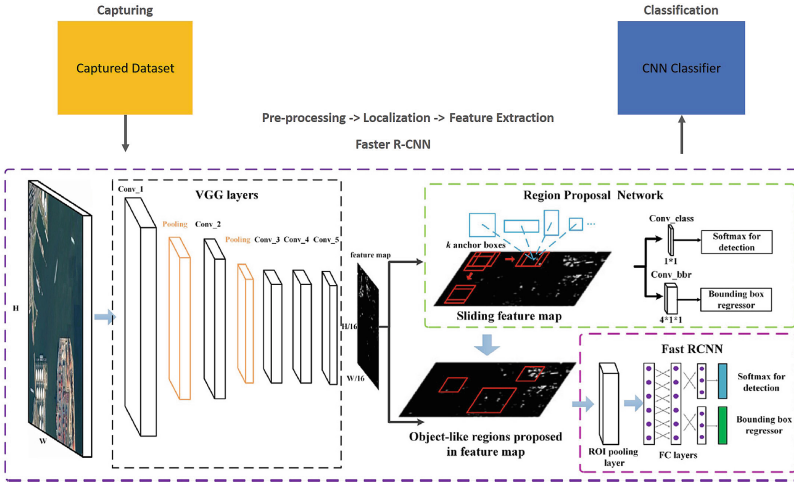 Capturing
Classification
Captured Dataset
CNN Classifier
Pre-processing -> Localization -> Feature Extraction
Faster R-CNN
VGG layers
Conv_1
Pooling
Conv_2
Pooling
Conv_3
Conv_4
Conv_5
H
W
feature map
H/16
W/16
Region Proposal Network
k anchor boxes
...
Sliding feature map
Conv_class
1*1
Softmax for
detection
Conv_bbr
4*1*1
Bounding box
regressor
Object-like regions proposed
in feature map
Fast RCNN
ROI pooling
layer
FC layers
Softmax for
detection
Bounding box
regressor